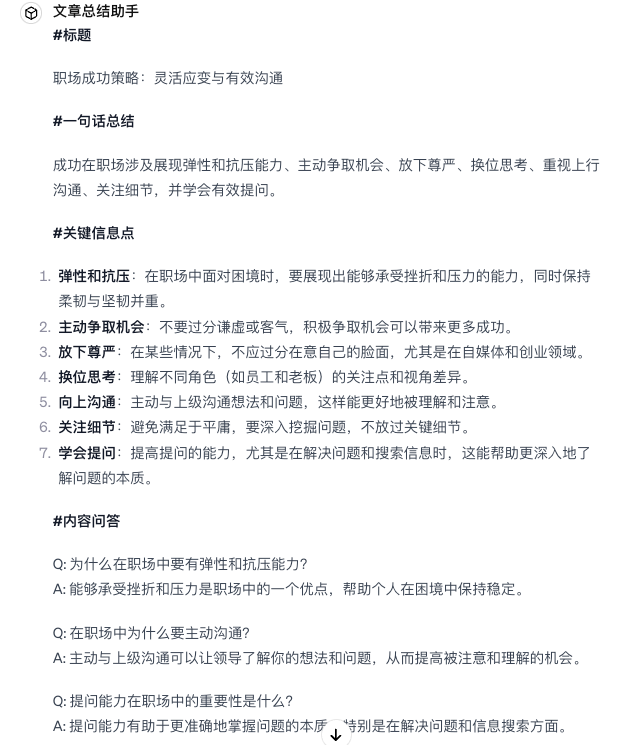 文章总结助手
#标题
职场成功策略：灵活应变与有效沟通
#一句话总结
成功在职场涉及展现弹性和抗压能力、主动争取机会、放下尊严、换位思考、重视上行
沟通、关注细节，并学会有效提问。
#关键信息点
1. 弹性和抗压：在职场中面对困境时，要展现出能够承受挫折和压力的能力，同时保持
柔韧与坚韧并重。
2. 主动争取机会：不要过分谦虚或客气，积极争取机会可以带来更多成功。
3. 放下尊严：在某些情况下，不应过分在意自己的脸面，尤其是在自媒体和创业领域。
4. 换位思考：理解不同角色（如员工和老板）的关注点和视角差异。
5. 向上沟通：主动与上级沟通想法和问题，这样能更好地被理解和注意。
6. 关注细节：避免满足于平庸，要深入挖掘问题，不放过关键细节。
7. 学会提问：提高提问的能力，尤其是在解决问题和搜索信息时，这能帮助更深入地了
解问题的本质。
#内容问答
Q: 为什么在职场中要有弹性和抗压能力？
A: 能够承受挫折和压力是职场中的一个优点，帮助个人在困境中保持稳定。
Q: 在职场中为什么要主动沟通？
A: 主动与上级沟通可以让领导了解你的想法和问题，从而提高被注意和理解的机会。
Q: 提问能力在职场中的重要性是什么？
A: 提问能力有助于更准确地掌握问题的本质 特别是在解决问题和信息搜索方面。